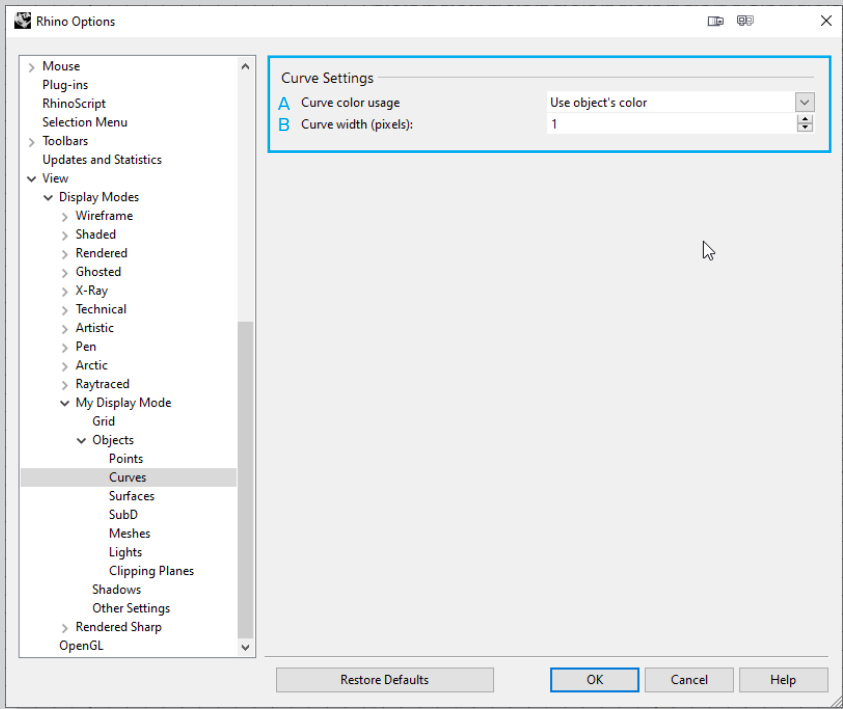 Rhino Options
Mouse
Plug-ins
RhinoScript
Selection Menu
Toolbars
Updates and Statistics
View
Display Modes
Wireframe
Shaded
Rendered
Ghosted
X-Ray
Technical
Artistic
Pen
Arctic
Raytraced
My Display Mode
Grid
Objects
Points
Curves
Surfaces
SubD
Meshes
Lights
Clipping Planes
Shadows
Other Settings
Rendered Sharp
OpenGL
Curve Settings
A Curve color usage Use object's color
B Curve width (pixels): 1
Restore Defaults OK Cancel Help